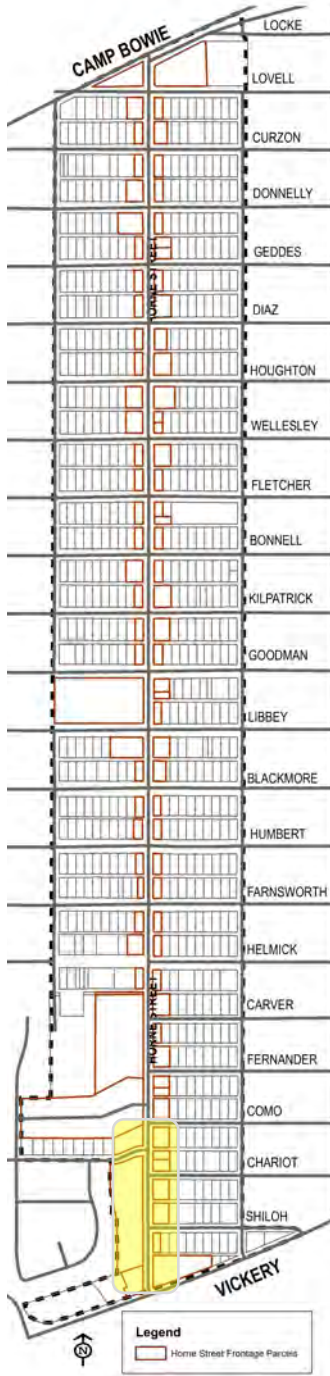 LOCKE
CAMP BOWIE
LOVELL
CURZON
DONNELLY
GEDDES
HORNE STREET
DIAZ
HOUGHTON
WELLESLEY
FLETCHER
BONNELL
KILPATRICK
GOODMAN
LIBBEY
BLACKMORE
HUMBERT
FARNSWORTH
HELMICK
CARVER
HORNE STREET
FERNANDER
COMO
CHARIOT
SHILOH
VICKERY
N
Legend
Horne Street Frontage Parcels